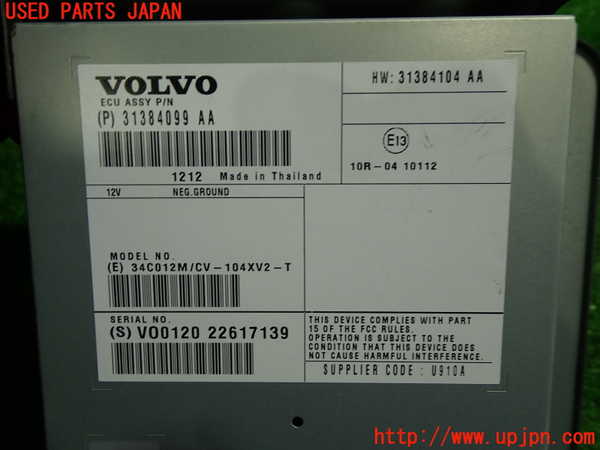 USED PARTS JAPAN
VOLVO
ECU ASSY P/N
(P) 31384099 AA
1212 Made in Thailand
HW: 31384104 AA
E13
10R-04 10112
12V NEG.GROUND
MODEL NO.
(E) 34C012M/CV-104XV2-T
SERIAL NO.
(S) VO0120 22617139
THIS DEVICE COMPLIES WITH PART
15 OF THE FCC RULES.
OPERATION IS SUBJECT TO THE
CONDITION THAT THIS DEVICE DOES
NOT CAUSE HARMFUL INTERFERENCE.
SUPPLIER CODE: U910A
http://www.upjpn.com/